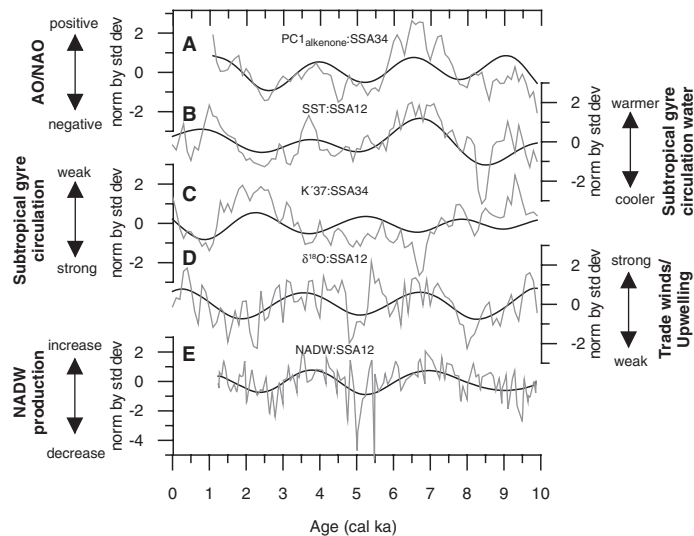 positive
AO/NAO
negative
norm by std dev
2
0
-2
A
PC1alkenone:SSA34
B
SST:SSA12
2
0
-2
norm by std dev
warmer
cooler
Subtropical gyre
circulation water
weak
Subtropical gyre
circulation
strong
norm by std dev
2
0
-2
C
K´37:SSA34
D
δ18O:SSA12
2
0
-2
norm by std dev
strong
weak
Trade winds/
Upwelling
increase
NADW
production
decrease
norm by std dev
2
0
-2
-4
E
NADW:SSA12
0 1 2 3 4 5 6 7 8 9 10
Age (cal ka)